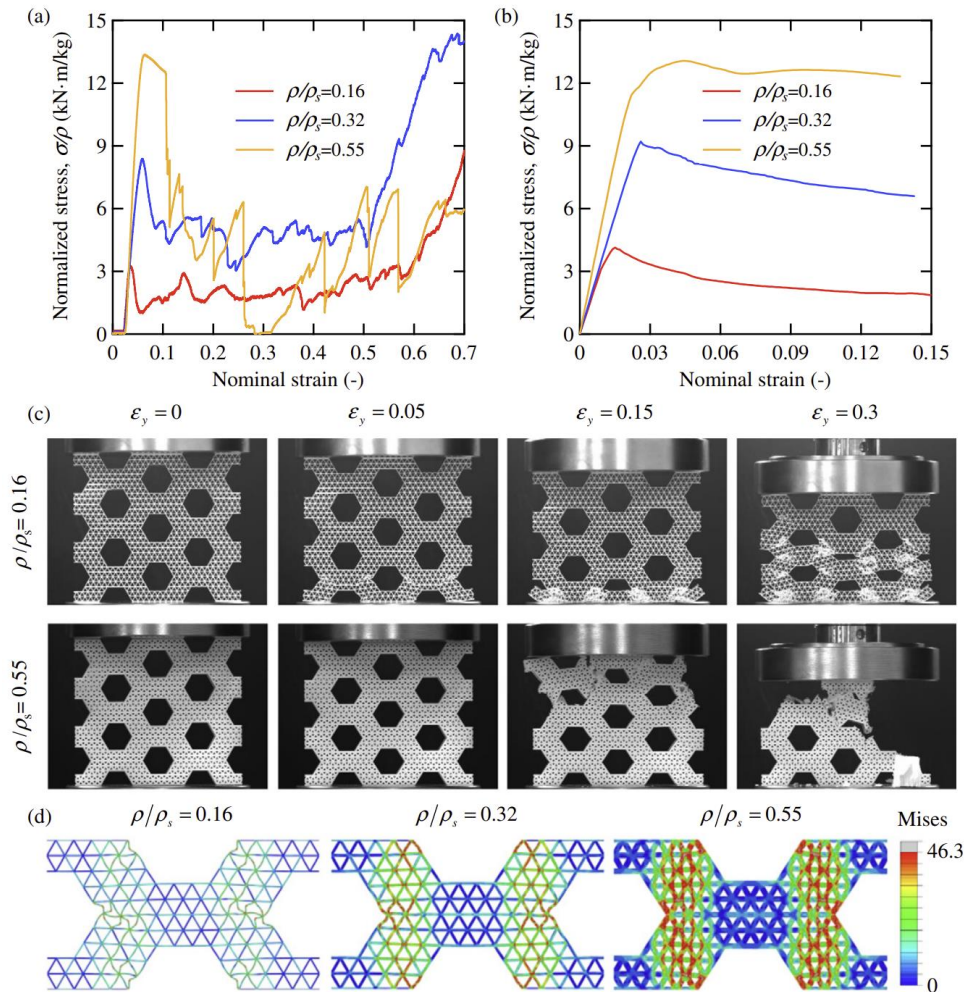 (a)
Normalized stress, σ/ρ (kN·m/kg)
15
12
9
6
3
0
ρ/ρs=0.16
ρ/ρs=0.32
ρ/ρs=0.55
0 0.1 0.2 0.3 0.4 0.5 0.6 0.7
Nominal strain (-)
(b)
Normalized stress, σ/ρ (kN·m/kg)
15
12
9
6
3
0
ρ/ρs=0.16
ρ/ρs=0.32
ρ/ρs=0.55
0 0.03 0.06 0.09 0.12 0.15
Nominal strain (-)
(c)
εy = 0 εy = 0.05 εy = 0.15 εy = 0.3
ρ/ρs= 0.16
ρ/ρs= 0.55
(d)
ρ/ρs = 0.16 ρ/ρs = 0.32 ρ/ρs = 0.55 Mises
46.3
0